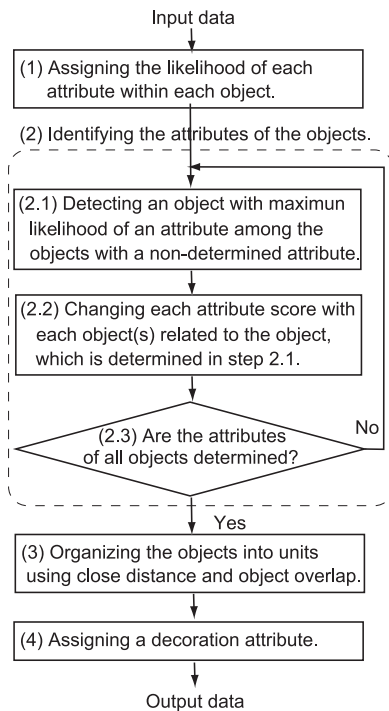 Input data
(1) Assigning the likelihood of each
attribute within each object.
(2) Identifying the attributes of the objects.
(2.1) Detecting an object with maximun
likelihood of an attribute among the
objects with a non-determined attribute.
(2.2) Changing each attribute score with
each object(s) related to the object,
which is determined in step 2.1.
(2.3) Are the attributes
of all objects determined?
No
Yes
(3) Organizing the objects into units
using close distance and object overlap.
(4) Assigning a decoration attribute.
Output data